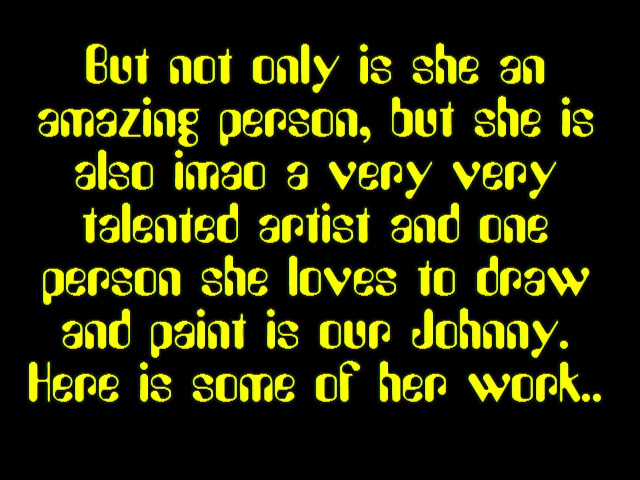 But not only is she an
amazing person, but she is
also imao a very very
talented artist and one
person she loves to draw
and paint is our Johnny.
Here is some of her work..